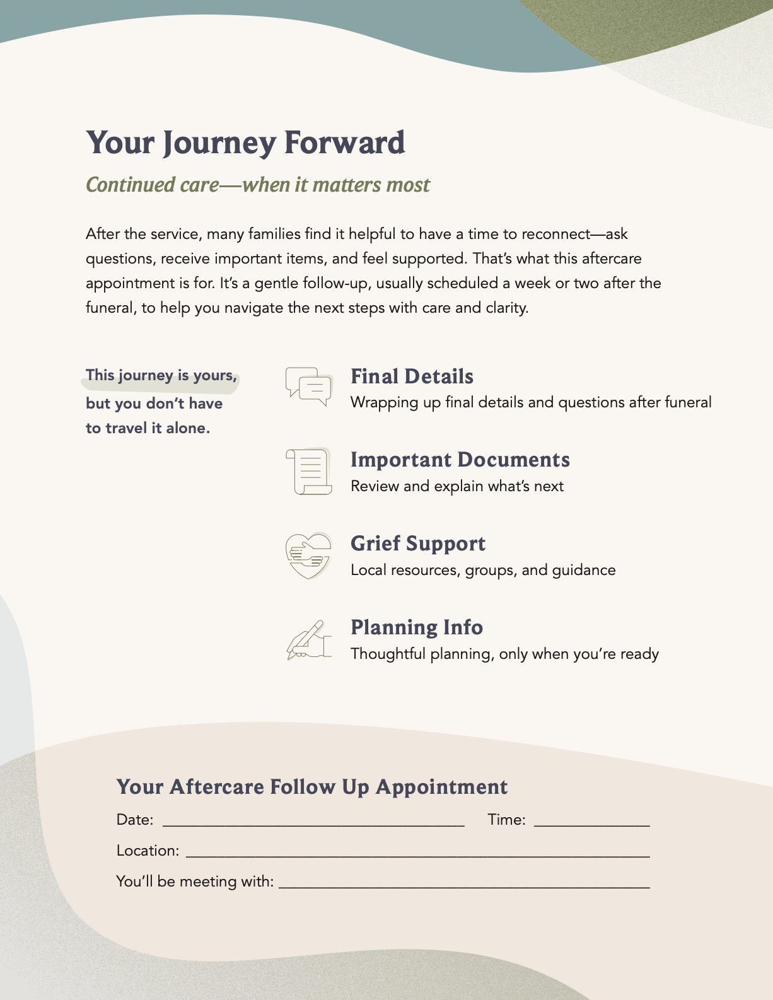 Your Journey Forward
Continued care—when it matters most
After the service, many families find it helpful to have a time to reconnect—ask
questions, receive important items, and feel supported. That’s what this aftercare
appointment is for. It’s a gentle follow-up, usually scheduled a week or two after the
funeral, to help you navigate the next steps with care and clarity.
This journey is yours,
but you don’t have
to travel it alone.
Final Details
Wrapping up final details and questions after funeral
Important Documents
Review and explain what’s next
Grief Support
Local resources, groups, and guidance
Planning Info
Thoughtful planning, only when you’re ready
Your Aftercare Follow Up Appointment
Date: ______________________________________ Time: ______________
Location: ___________________________________________________________
You’ll be meeting with: _______________________________________________